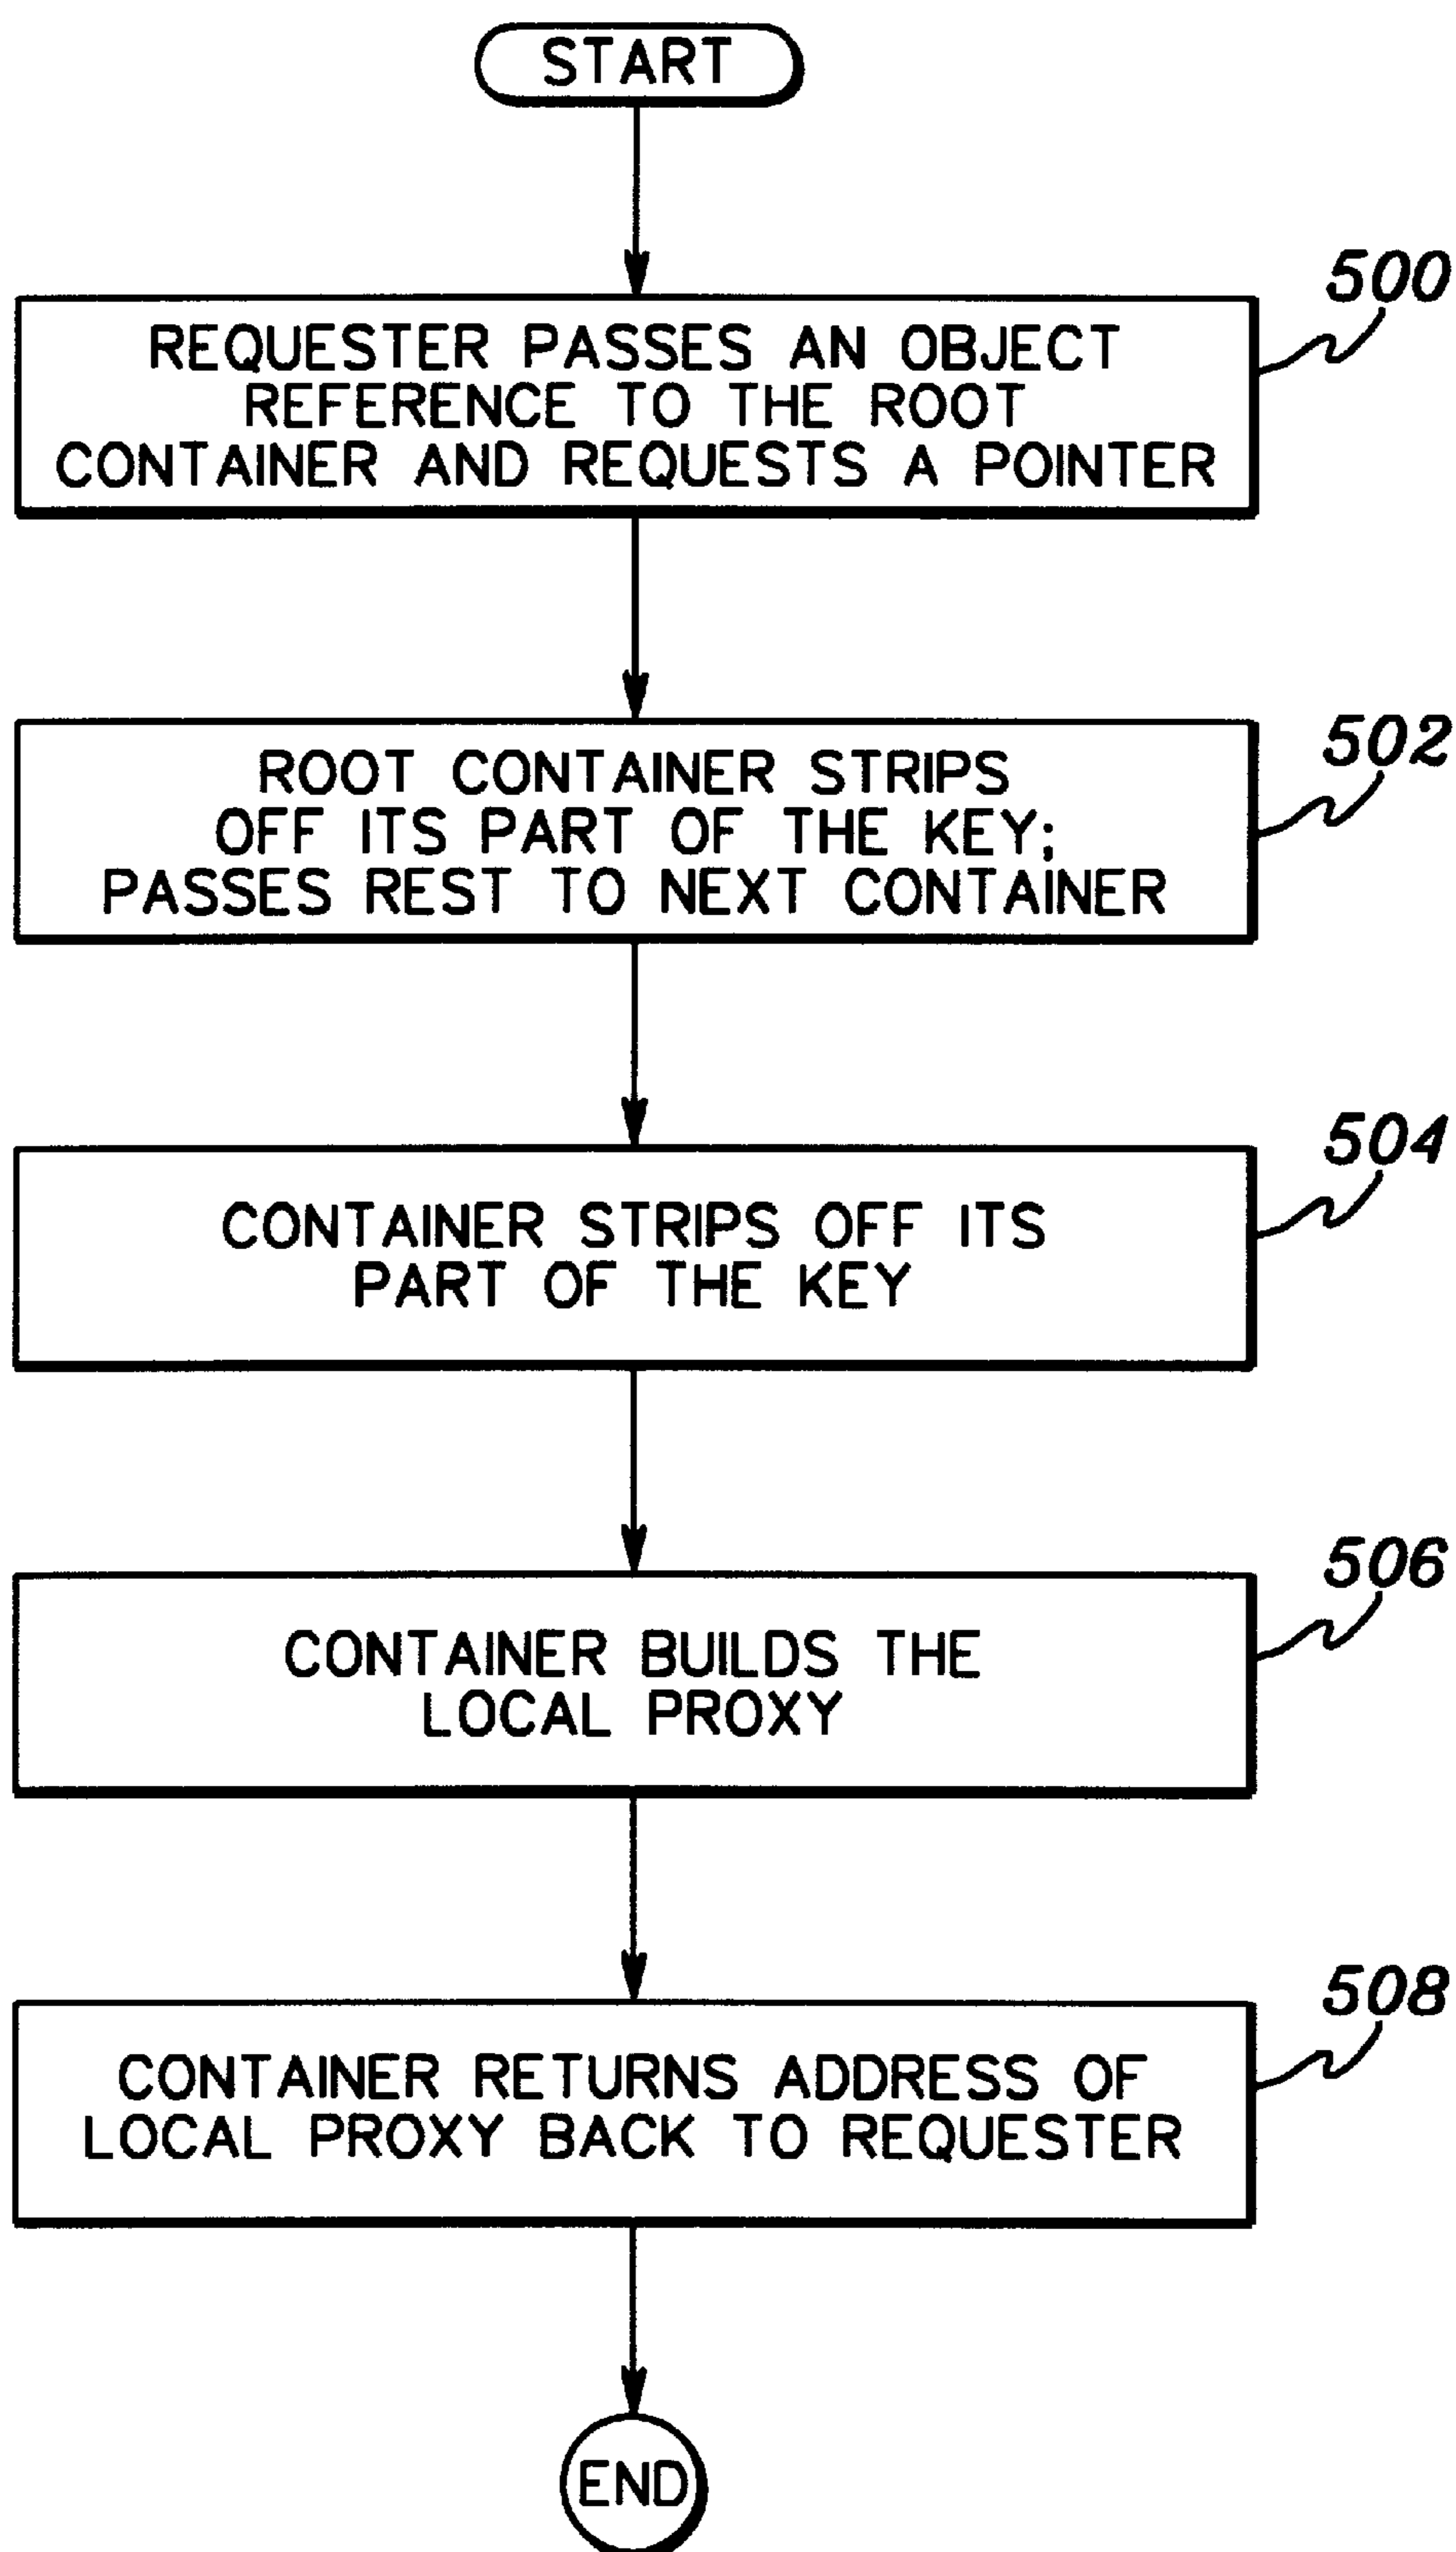 START
500
REQUESTER PASSES AN OBJECT
REFERENCE TO THE ROOT
CONTAINER AND REQUESTS A POINTER
502
ROOT CONTAINER STRIPS
OFF ITS PART OF THE KEY;
PASSES REST TO NEXT CONTAINER
504
CONTAINER STRIPS OFF ITS
PART OF THE KEY
506
CONTAINER BUILDS THE
LOCAL PROXY
508
CONTAINER RETURNS ADDRESS OF
LOCAL PROXY BACK TO REQUESTER
END